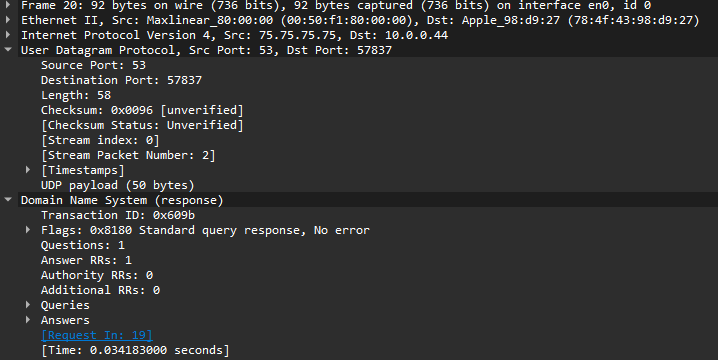 Frame 20: 92 bytes on wire (736 bits), 92 bytes captured (736 bits) on interface en0, id 0
Ethernet II, Src: Maxlinear_80:00:00 (00:50:f1:80:00:00), Dst: Apple_98:d9:27 (78:4f:43:98:d9:27)
Internet Protocol Version 4, Src: 75.75.75.75, Dst: 10.0.0.44
User Datagram Protocol, Src Port: 53, Dst Port: 57837
Source Port: 53
Destination Port: 57837
Length: 58
Checksum: 0x0096 [unverified]
[Checksum Status: Unverified]
[Stream index: 0]
[Stream Packet Number: 2]
[Timestamps]
UDP payload (50 bytes)
Domain Name System (response)
Transaction ID: 0x609b
Flags: 0x8180 Standard query response, No error
Questions: 1
Answer RRs: 1
Authority RRs: 0
Additional RRs: 0
Queries
Answers
[Request In: 19]
[Time: 0.034183000 seconds]